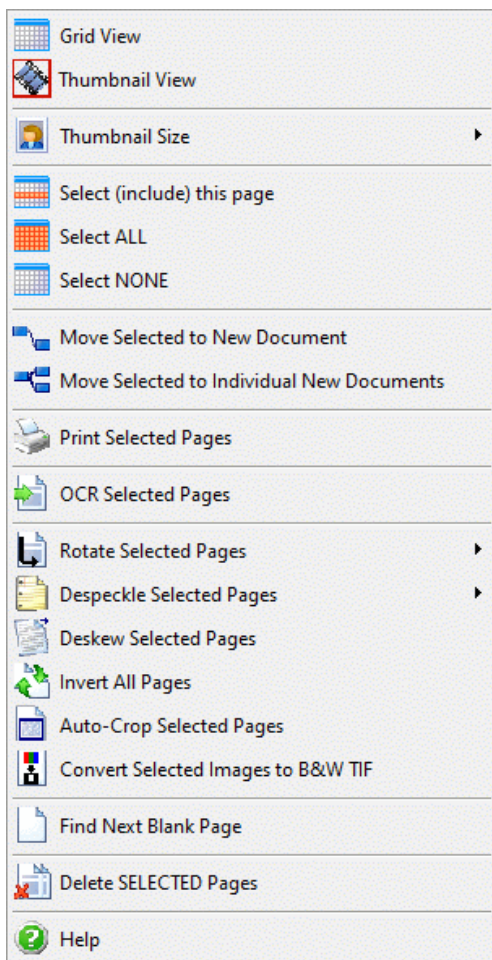 Grid View
Thumbnail View
Thumbnail Size
Select (include) this page
Select ALL
Select NONE
Move Selected to New Document
Move Selected to Individual New Documents
Print Selected Pages
OCR Selected Pages
Rotate Selected Pages
Despeckle Selected Pages
Deskew Selected Pages
Invert All Pages
Auto-Crop Selected Pages
Convert Selected Images to B&W TIF
Find Next Blank Page
Delete SELECTED Pages
Help